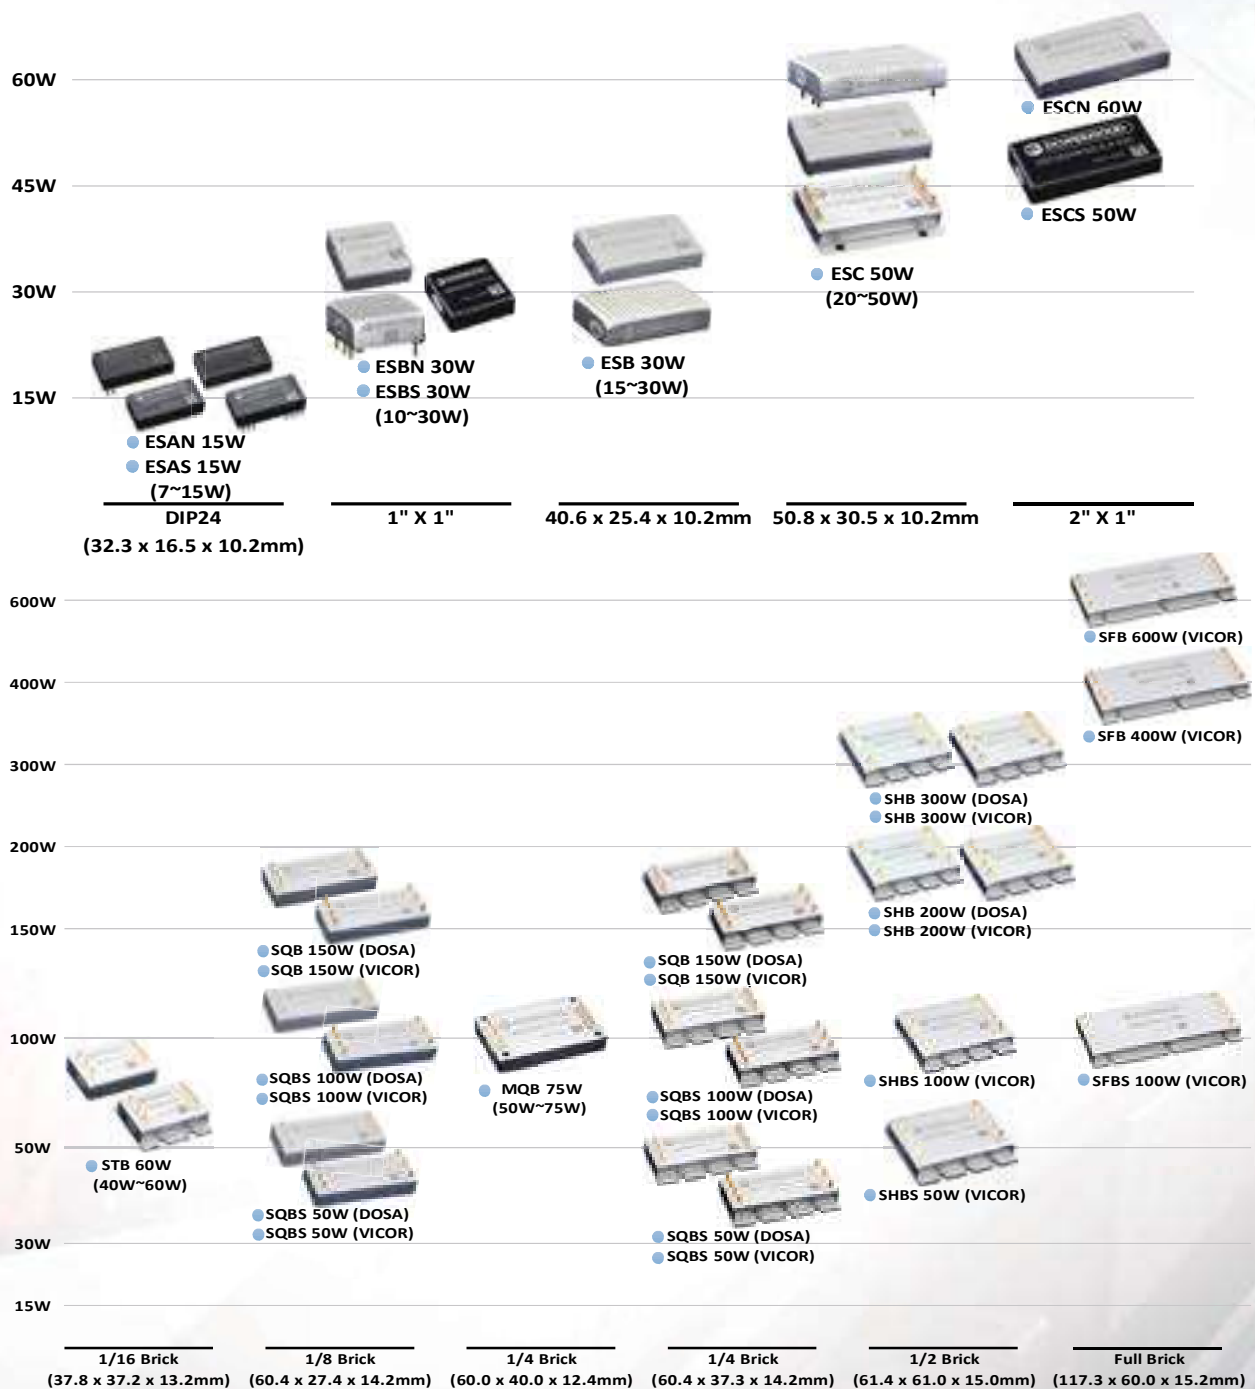 60W
45W
30W
15W
ESCN 60W
ESCS 50W
ESC 50W
(20~50W)
ESB 30W
(15~30W)
ESBN 30W
ESBS 30W
(10~30W)
ESAN 15W
ESAS 15W
(7~15W)
DIP24
(32.3 x 16.5 x 10.2mm)
1" X 1"
40.6 x 25.4 x 10.2mm
50.8 x 30.5 x 10.2mm
2" X 1"
600W
400W
300W
200W
150W
100W
50W
30W
15W
SFB 600W (VICOR)
SFB 400W (VICOR)
SHB 300W (DOSA)
SHB 300W (VICOR)
SHB 200W (DOSA)
SHB 200W (VICOR)
SQB 150W (DOSA)
SQB 150W (VICOR)
SQB 150W (DOSA)
SQB 150W (VICOR)
SQBS 100W (DOSA)
SQBS 100W (VICOR)
MQB 75W
(50W~75W)
SQBS 100W (DOSA)
SQBS 100W (VICOR)
SHBS 100W (VICOR)
SFBS 100W (VICOR)
STB 60W
(40W~60W)
SQBS 50W (DOSA)
SQBS 50W (VICOR)
SQBS 50W (DOSA)
SQBS 50W (VICOR)
SHBS 50W (VICOR)
1/16 Brick
(37.8 x 37.2 x 13.2mm)
1/8 Brick
(60.4 x 27.4 x 14.2mm)
1/4 Brick
(60.0 x 40.0 x 12.4mm)
1/4 Brick
(60.4 x 37.3 x 14.2mm)
1/2 Brick
(61.4 x 61.0 x 15.0mm)
Full Brick
(117.3 x 60.0 x 15.2mm)